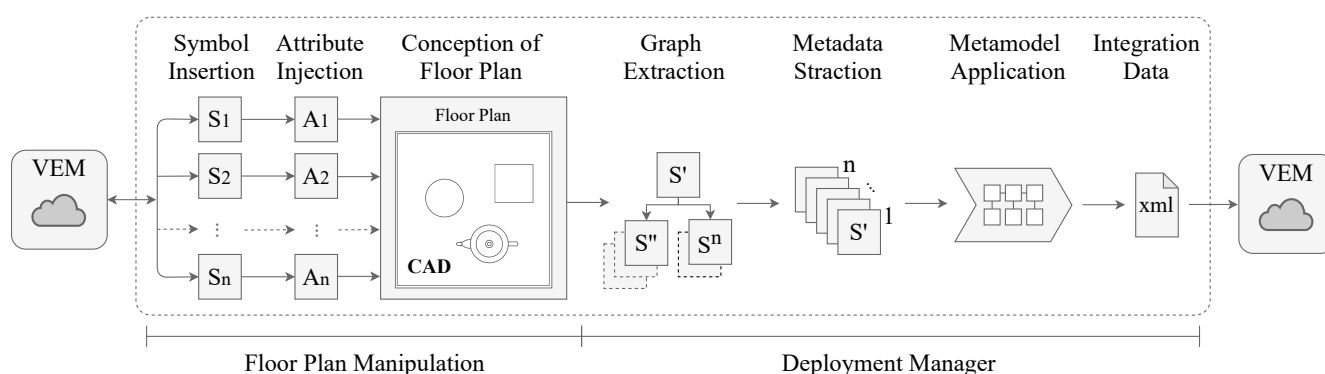 Symbol
Insertion
Attribute
Injection
Conception of
Floor Plan
Graph
Extraction
Metadata
Straction
Metamodel
Application
Integration
Data
VEM
S1
A1
S2
A2
⋮
⋮
Sn
An
Floor Plan
CAD
S'
S''
Sn
n
⋱
S'
1
xml
VEM
Floor Plan Manipulation
Deployment Manager